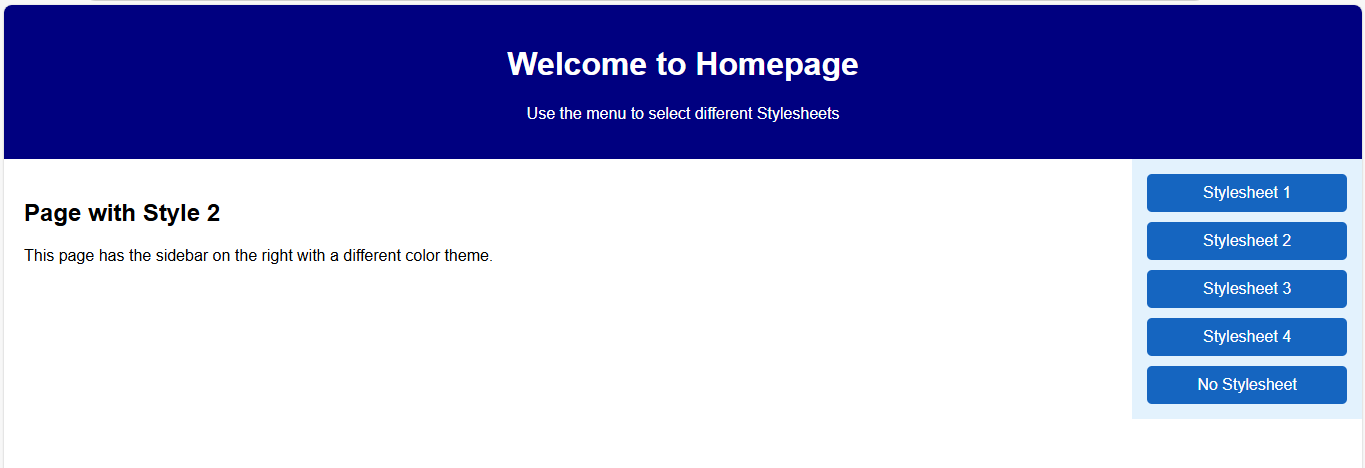 Welcome to Homepage
Use the menu to select different Stylesheets
Page with Style 2
This page has the sidebar on the right with a different color theme.
Stylesheet 1
Stylesheet 2
Stylesheet 3
Stylesheet 4
No Stylesheet